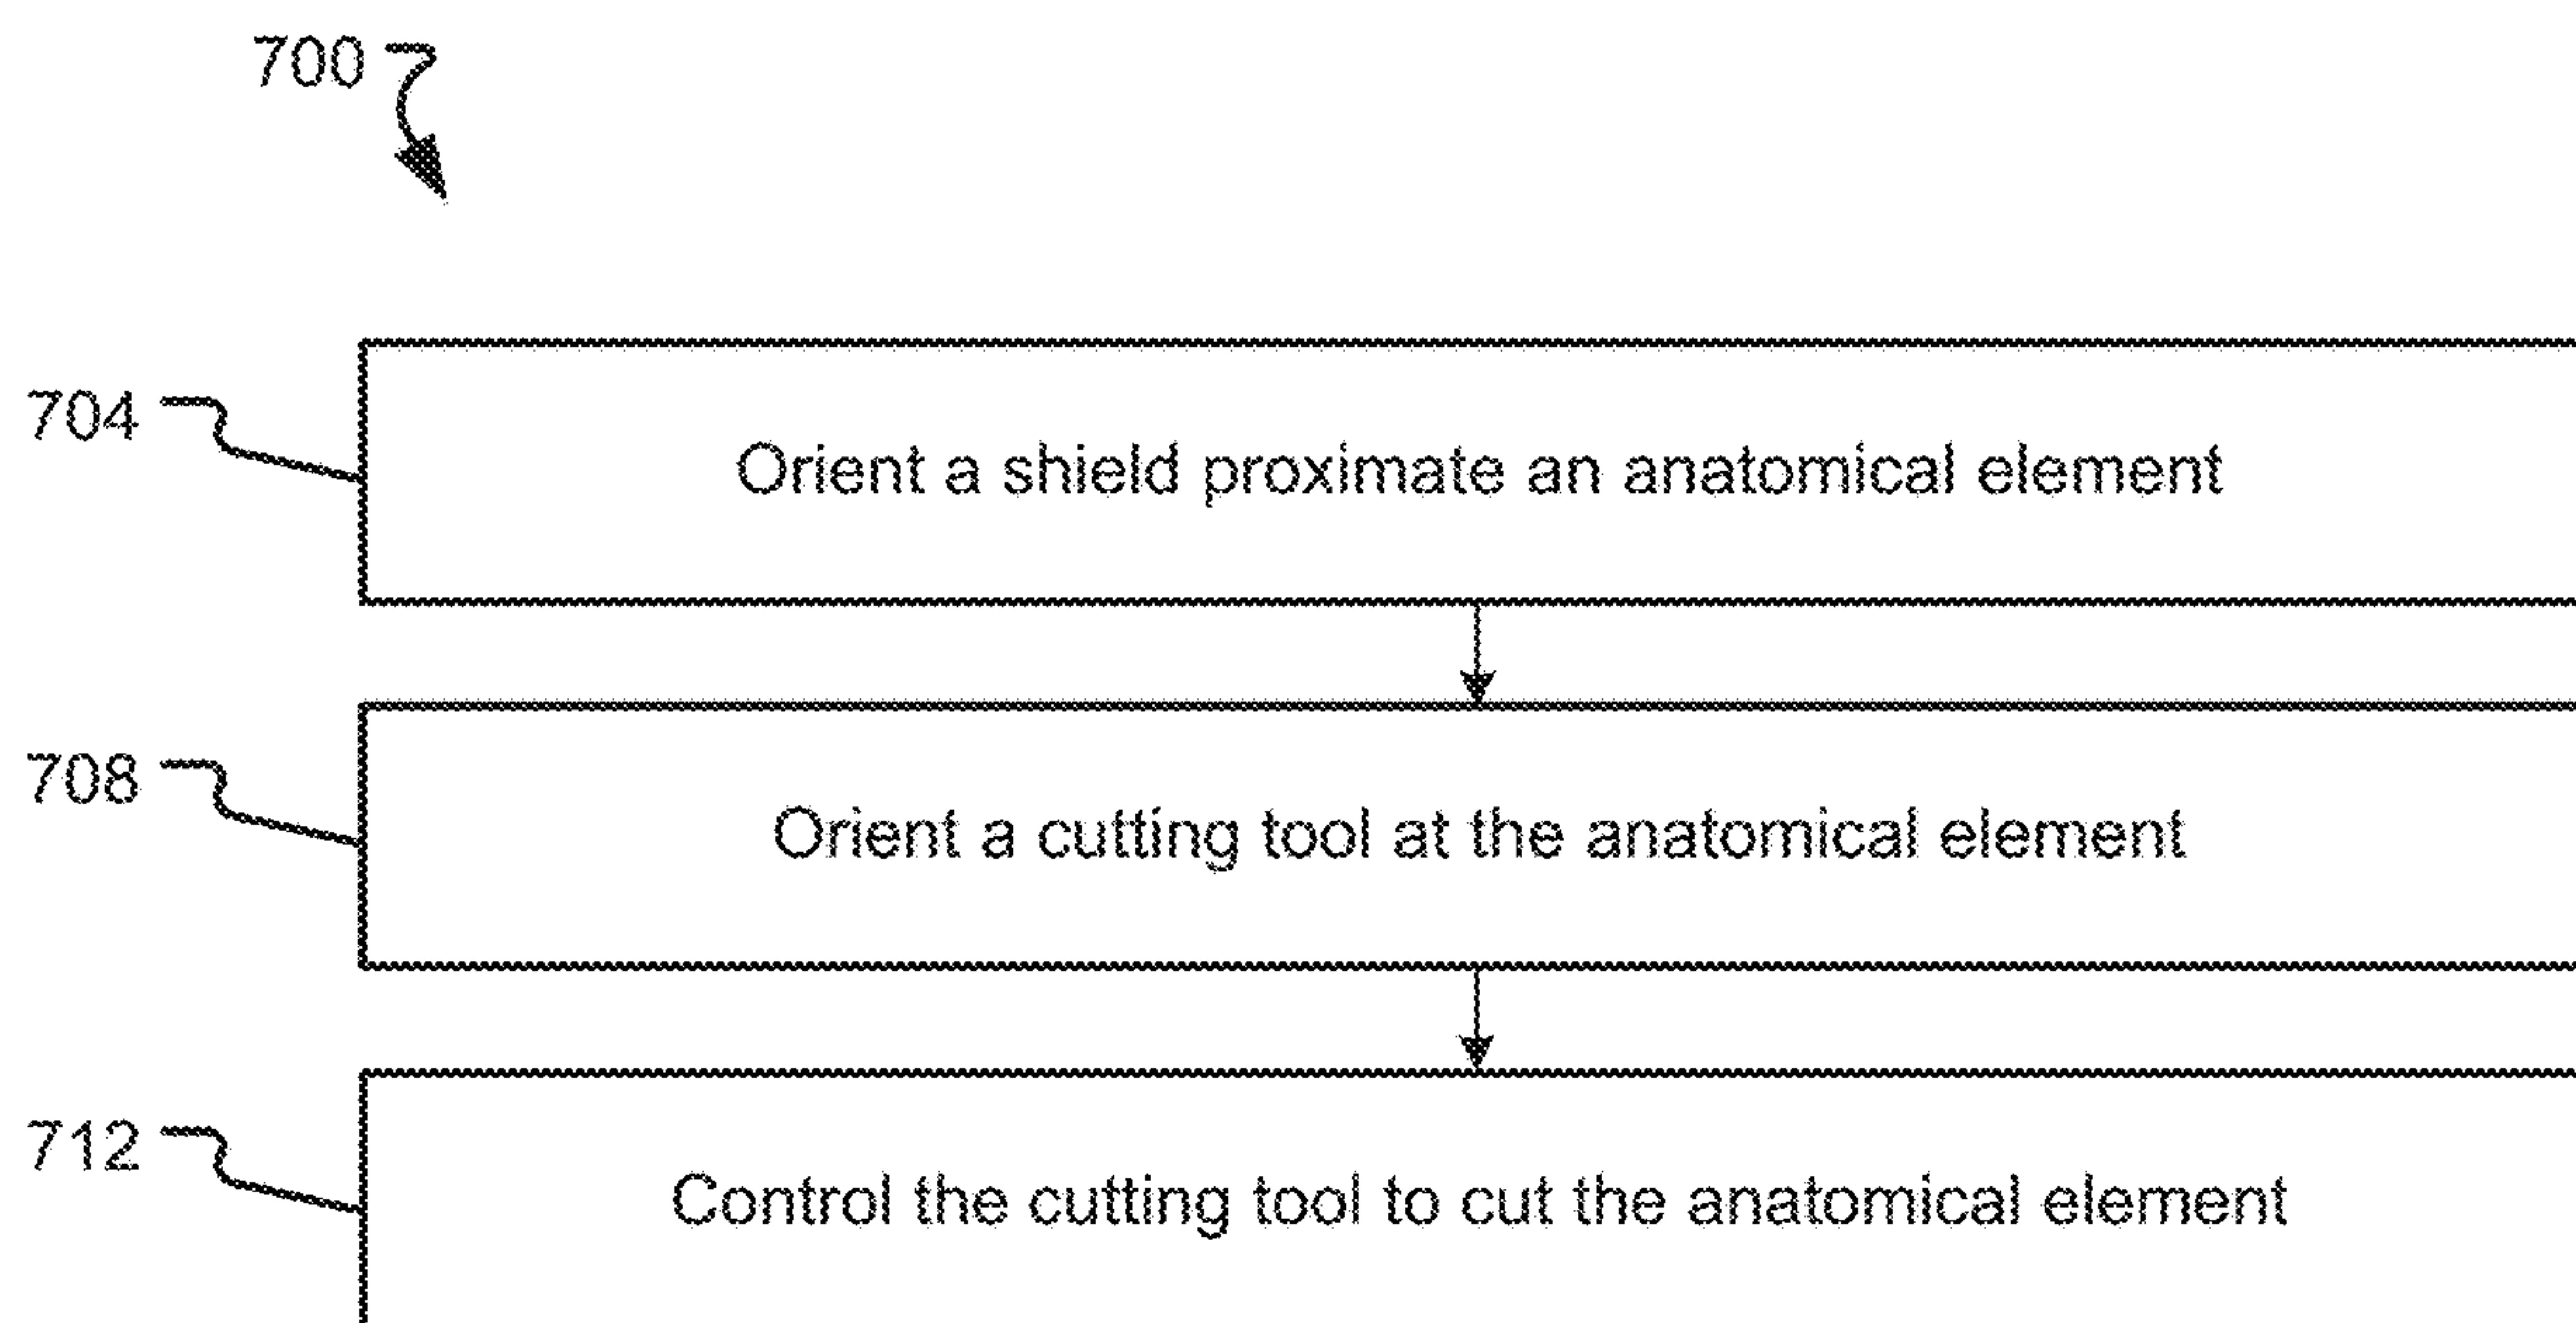 700
704
Orient a shield proximate an anatomical element
708
Orient a cutting tool at the anatomical element
712
Control the cutting tool to cut the anatomical element